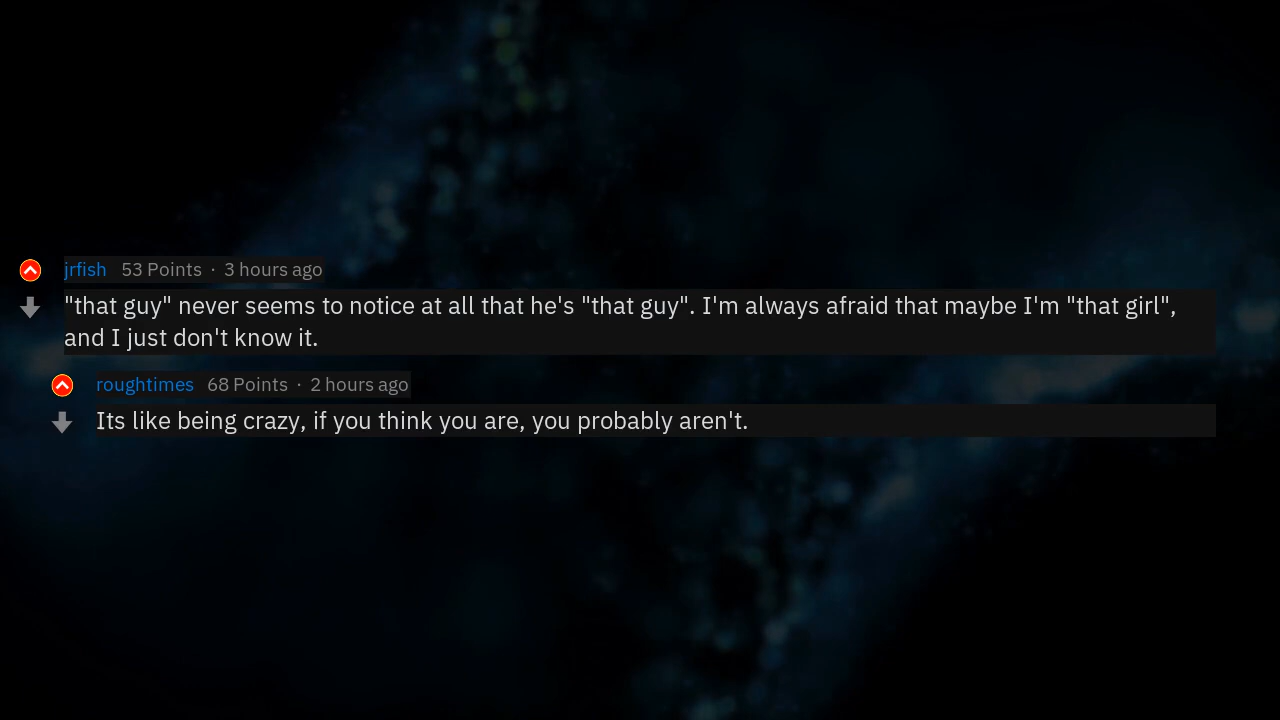 jrfish 53 Points · 3 hours ago
"that guy" never seems to notice at all that he's "that guy". I'm always afraid that maybe I'm "that girl",
and I just don't know it.
roughtimes 68 Points · 2 hours ago
Its like being crazy, if you think you are, you probably aren't.